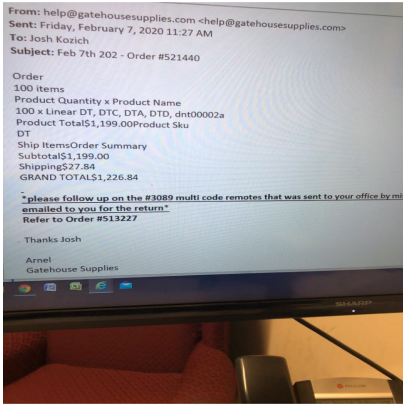 From: help@gatehousesupplies.com <help@gatehousesupplies.com>
Sent: Friday, February 7, 2020 11:27 AM
To: Josh Kozich
Subject: Feb 7th 202 - Order #521440
Order
100 items
Product Quantity x Product Name
100 x Linear DT, DTC, DTA, DTD, dnt00002a
Product Total$1,199.00Product Sku
DT
Ship ItemsOrder Summary
Subtotal$1,199.00
Shipping$27.84
GRAND TOTAL$1,226.84
*please follow up on the #3089 multi code remotes that was sent to your office by mi
emailed to you for the return*
Refer to Order #513227
Thanks Josh
Arnel
Gatehouse Supplies
SHARP